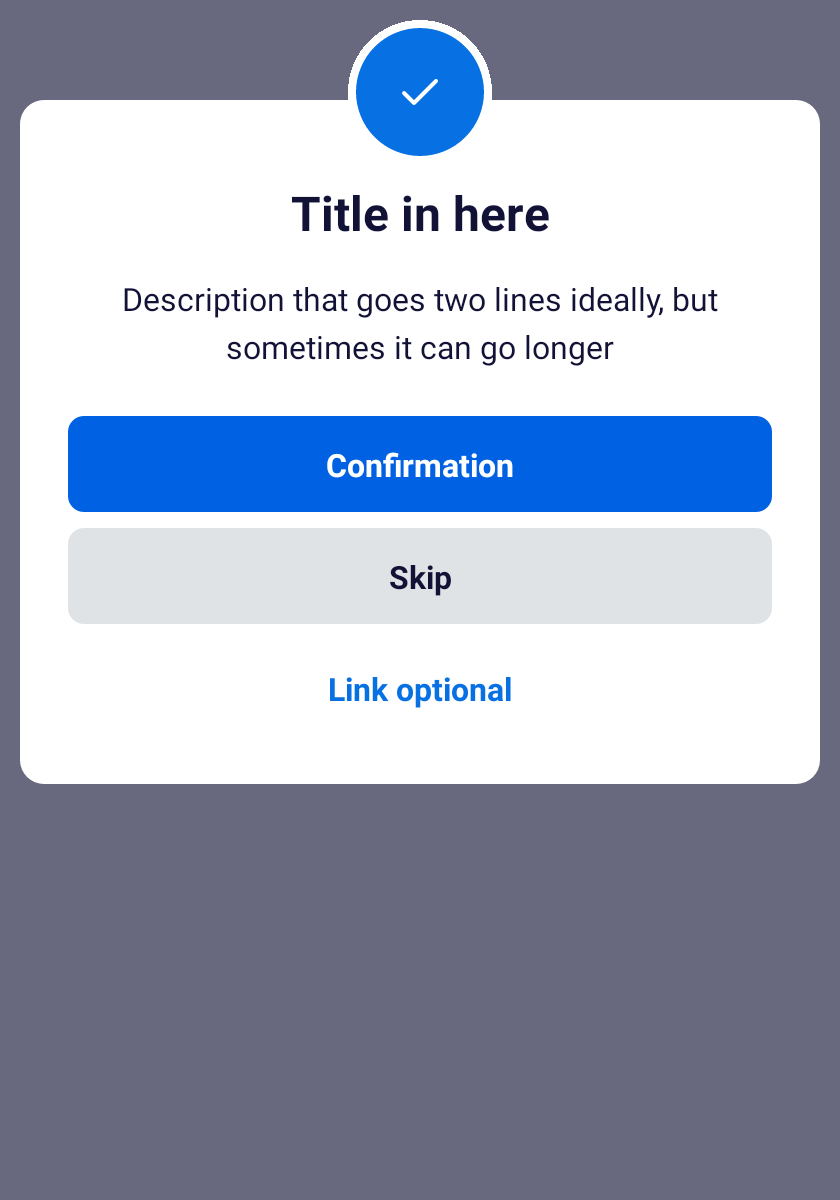 Title in here
Description that goes two lines ideally, but
sometimes it can go longer
Confirmation
Skip
Link optional